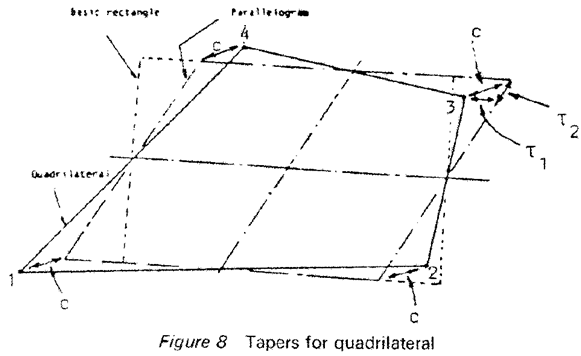 Basic rectangle
Parallelogram
4
C
C
3
τ2
τ1
Quadrilateral
1
C
2
C
Figure 8 Tapers for quadrilateral